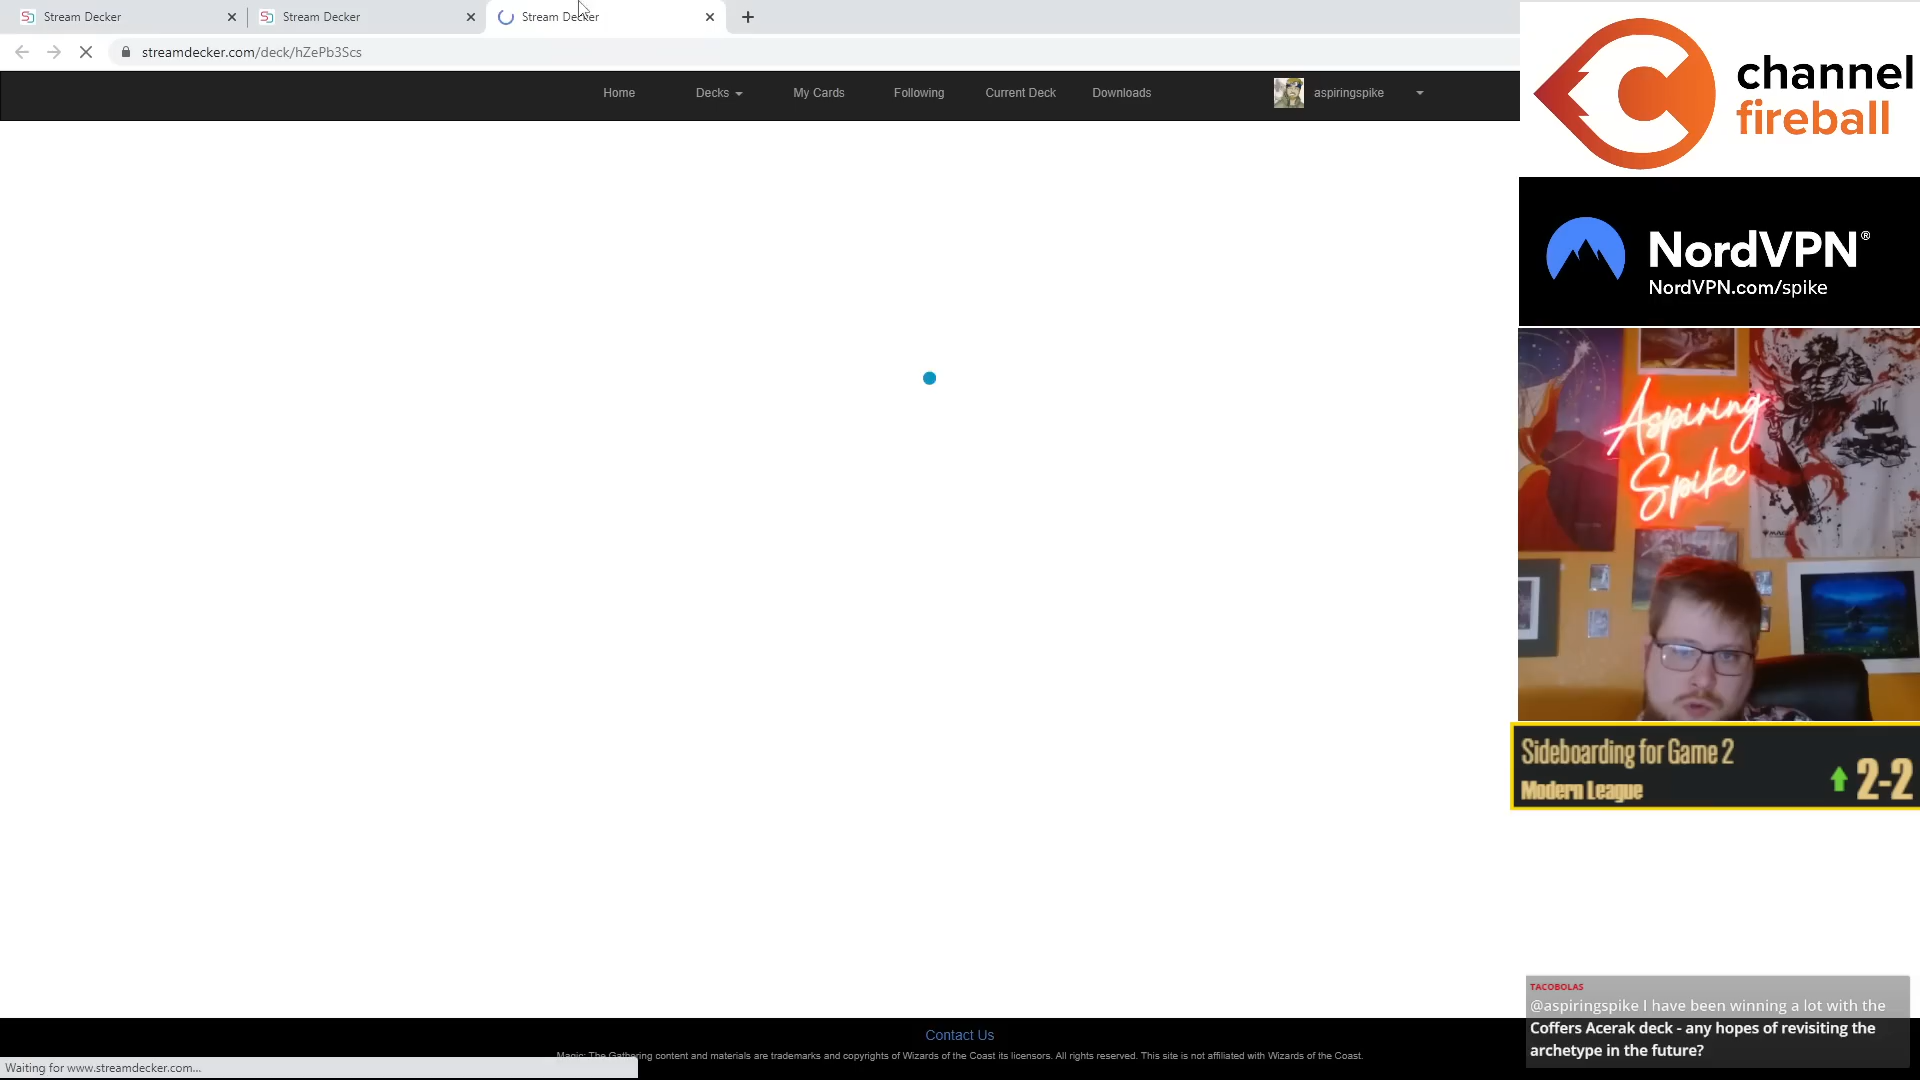 Stream Decker
Stream Decker
Stream Decker
streamdecker.com/deck/hZePb3Scs
Home
Decks
My Cards
Following
Current Deck
Downloads
aspiringspike
channel
fireball
NordVPN®
NordVPN.com/spike
Aspiring
Spike
Sideboarding for Game 2
Modern League
2-2
TACOBOLAS
@aspiringspike I have been winning a lot with the
Coffers Acerak deck - any hopes of revisiting the
archetype in the future?
Contact Us
Magic: The Gathering content and materials are trademarks and copyrights of Wizards of the Coast its licensors. All rights reserved. This site is not affiliated with Wizards of the Coast.
Waiting for www.streamdecker.com...